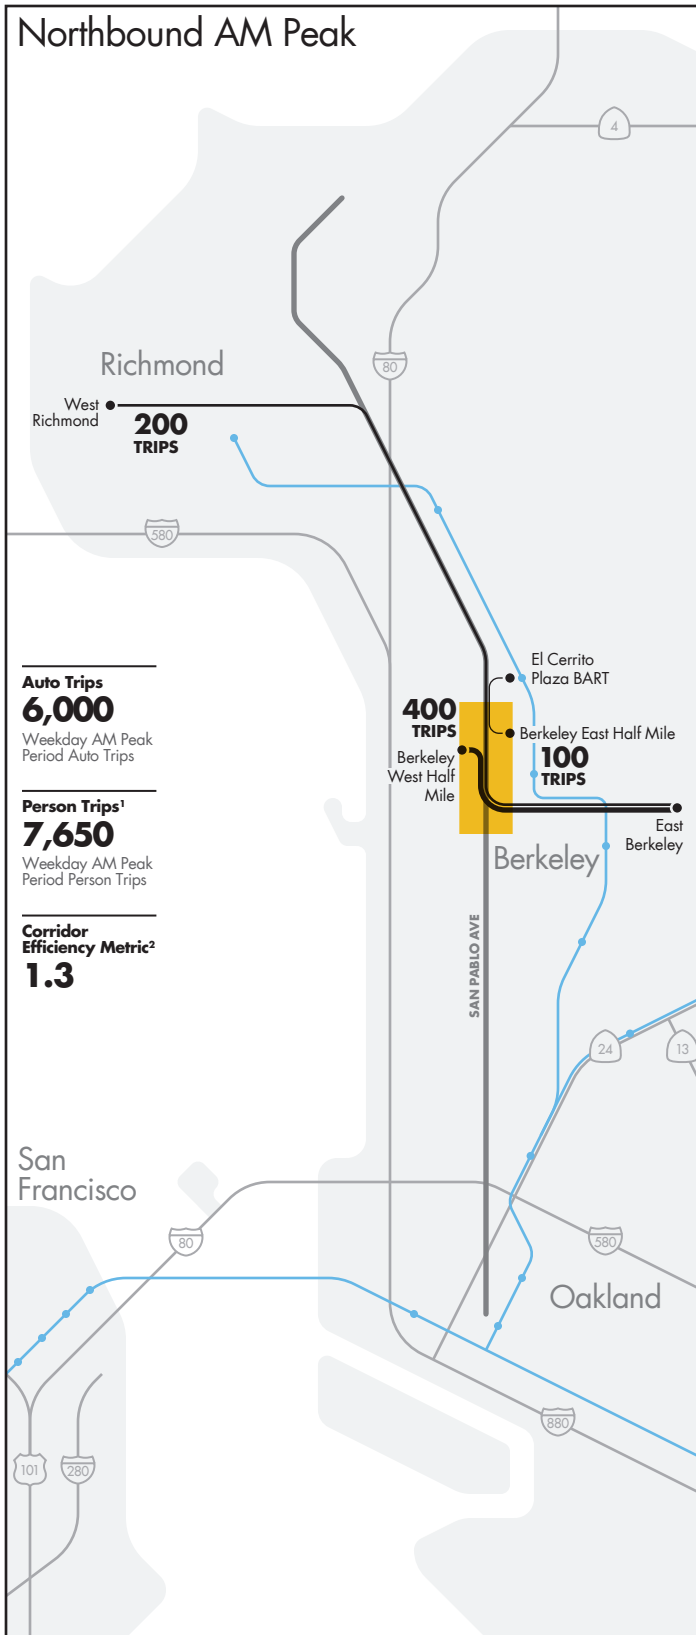 Northbound AM Peak
4
80
Richmond
West
Richmond
200
TRIPS
580
El Cerrito
Plaza BART
400
TRIPS
Berkeley East Half Mile
Berkeley
West Half
Mile
100
TRIPS
East
Berkeley
Berkeley
Auto Trips
6,000
Weekday AM Peak
Period Auto Trips
Person Trips¹
7,650
Weekday AM Peak
Period Person Trips
Corridor
Efficiency Metric²
1.3
SAN PABLO AVE
24
13
San
Francisco
80
580
Oakland
880
101
280